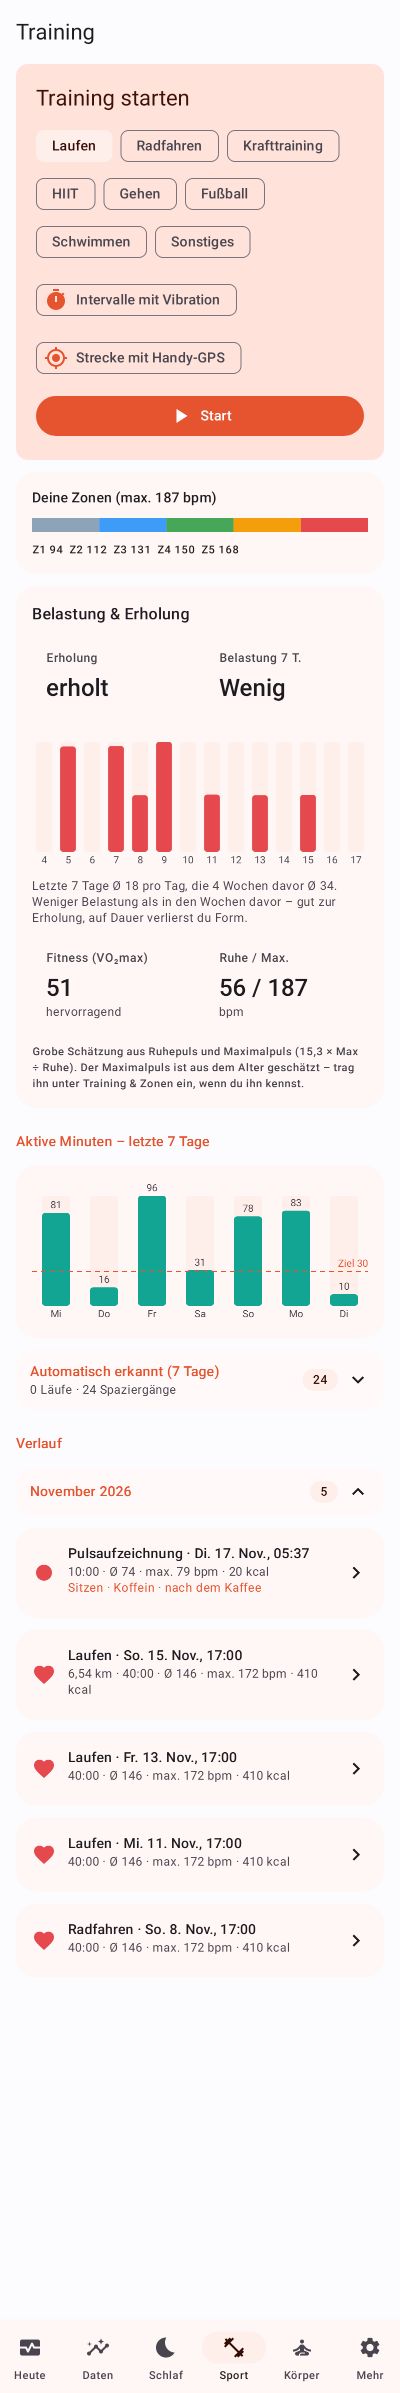 Training
Training starten
Laufen Radfahren Krafttraining
HIIT Gehen Fußball
Schwimmen Sonstiges
Intervalle mit Vibration
Strecke mit Handy-GPS
Start
Deine Zonen (max. 187 bpm)
Z1 94 Z2 112 Z3 131 Z4 150 Z5 168
Belastung & Erholung
Erholung Belastung 7 T.
erholt Wenig
4 5 6 7 8 9 10 11 12 13 14 15 16 17
Letzte 7 Tage Ø 18 pro Tag, die 4 Wochen davor Ø 34.
Weniger Belastung als in den Wochen davor – gut zur
Erholung, auf Dauer verlierst du Form.
Fitness (VO₂max) Ruhe / Max.
51 56 / 187
hervorragend bpm
Grobe Schätzung aus Ruhepuls und Maximalpuls (15,3 × Max
÷ Ruhe). Der Maximalpuls ist aus dem Alter geschätzt – trag
ihn unter Training & Zonen ein, wenn du ihn kennst.
Aktive Minuten – letzte 7 Tage
81 16 96 31 78 83 10
Ziel 30
Mi Do Fr Sa So Mo Di
Automatisch erkannt (7 Tage)
0 Läufe · 24 Spaziergänge
24
Verlauf
November 2026 5
Pulsaufzeichnung · Di. 17. Nov., 05:37
10:00 · Ø 74 · max. 79 bpm · 20 kcal
Sitzen · Koffein · nach dem Kaffee
Laufen · So. 15. Nov., 17:00
6,54 km · 40:00 · Ø 146 · max. 172 bpm · 410
kcal
Laufen · Fr. 13. Nov., 17:00
40:00 · Ø 146 · max. 172 bpm · 410 kcal
Laufen · Mi. 11. Nov., 17:00
40:00 · Ø 146 · max. 172 bpm · 410 kcal
Radfahren · So. 8. Nov., 17:00
40:00 · Ø 146 · max. 172 bpm · 410 kcal
Heute Daten Schlaf Sport Körper Mehr